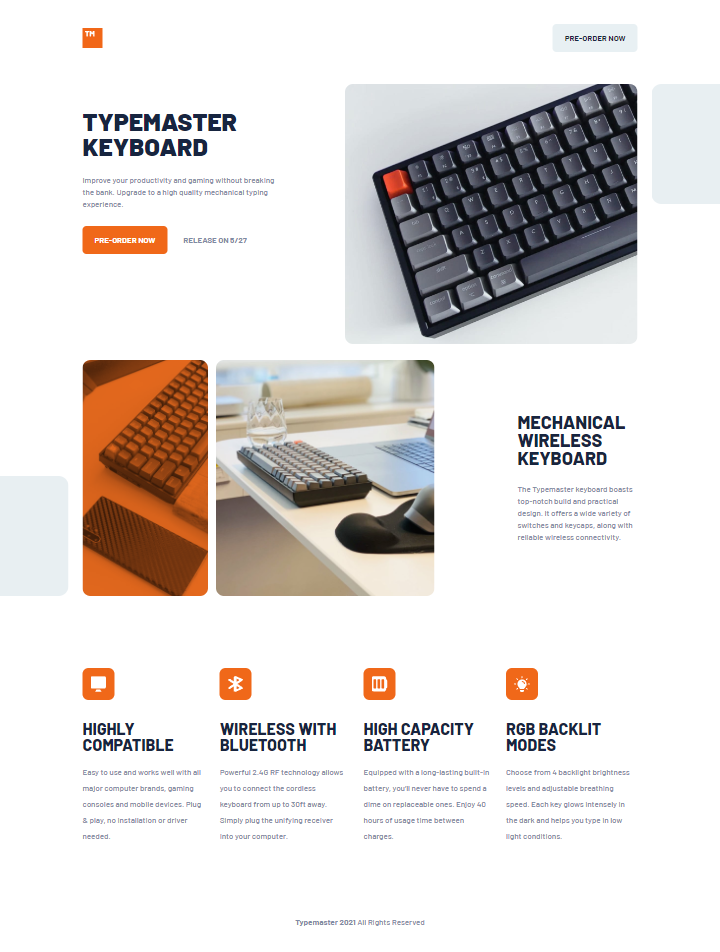 TM
PRE-ORDER NOW
TYPEMASTER
KEYBOARD
Improve your productivity and gaming without breaking
the bank. Upgrade to a high quality mechanical typing
experience.
PRE-ORDER NOW
RELEASE ON 5/27
MECHANICAL
WIRELESS
KEYBOARD
The Typemaster keyboard boasts
top-notch build and practical
design. It offers a wide variety of
switches and keycaps, along with
reliable wireless connectivity.
HIGHLY
COMPATIBLE
Easy to use and works well with all
major computer brands, gaming
consoles and mobile devices. Plug
& play, no installation or driver
needed.
WIRELESS WITH
BLUETOOTH
Powerful 2.4G RF technology allows
you to connect the cordless
keyboard from up to 30ft away.
Simply plug the unifying receiver
into your computer.
HIGH CAPACITY
BATTERY
Equipped with a long-lasting built-in
battery, you'll never have to spend a
dime on replaceable ones. Enjoy 40
hours of usage time between
charges.
RGB BACKLIT
MODES
Choose from 4 backlight brightness
levels and adjustable breathing
speed. Each key glows intensely in
the dark and helps you type in low
light conditions.
Typemaster 2021 All Rights Reserved